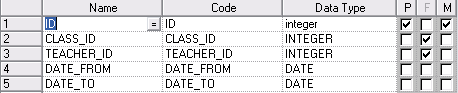 Name Code Data Type P F M
1 ID = ID integer
2 CLASS_ID CLASS_ID INTEGER
3 TEACHER_ID TEACHER_ID INTEGER
4 DATE_FROM DATE_FROM DATE
5 DATE_TO DATE_TO DATE